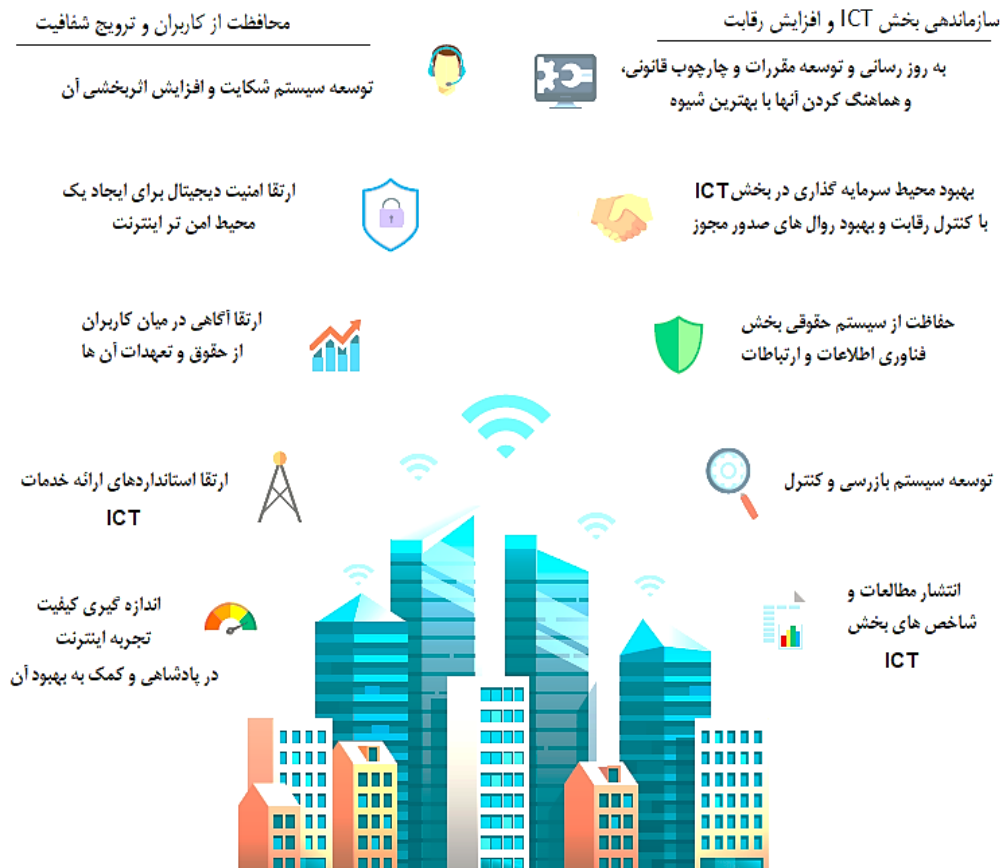 سازماندهی بخش ICT و افزایش رقابت
به روز رسانی و توسعه مقررات و چارچوب قانونی،
و هماهنگ کردن آنها با بهترین شیوه
بهبود محیط سرمایه گذاری در بخش ICT
با کنترل رقابت و بهبود روال های صدور مجوز
حفاظت از سیستم حقوقی بخش
فناوری اطلاعات و ارتباطات
توسعه سیستم بازرسی و کنترل
انتشار مطالعات و
شاخص های بخش
ICT
محافظت از کاربران و ترویج شفافیت
توسعه سیستم شکایت و افزایش اثربخشی آن
ارتقا امنیت دیجیتال برای ایجاد یک
محیط امن تر اینترنت
ارتقا آگاهی در میان کاربران
از حقوق و تعهدات آن ها
ارتقا استانداردهای ارائه خدمات
ICT
اندازه گیری کیفیت
تجربه اینترنت
در پادشاهی و کمک به بهبود آن